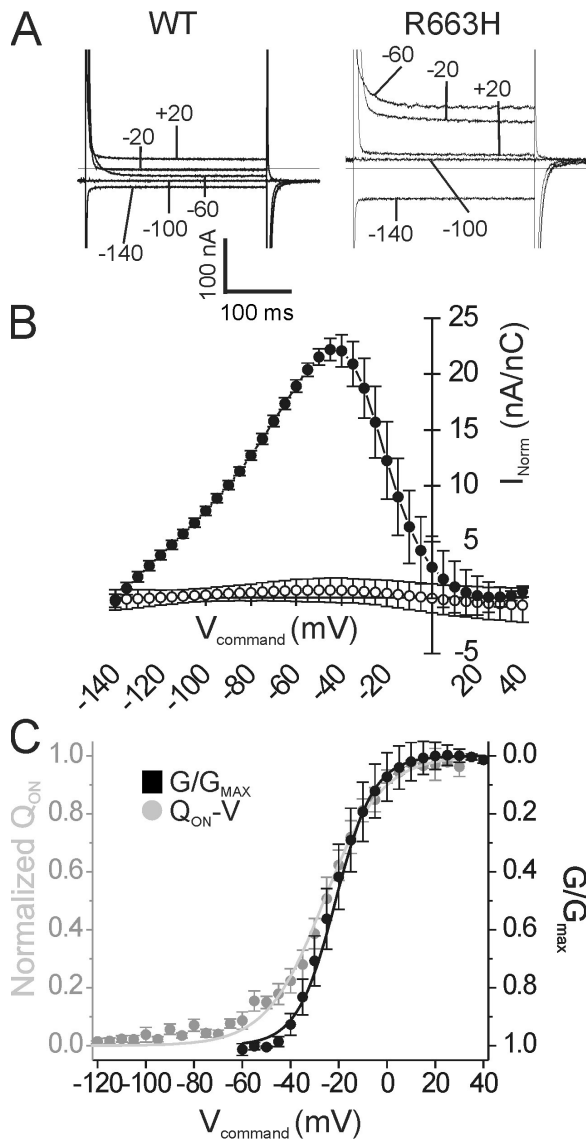 A
WT
R663H
-20
+20
-60
-20
+20
-60
-100
-140
-140
-100
100 nA
100 ms
B
25
20
15
10
5
-5
I_Norm (nA/nC)
V_command (mV)
-140
-120
-100
-80
-60
-40
-20
20
40
C
1.0
0.8
0.6
0.4
0.2
0.0
Normalized Q_ON
G/G_MAX
Q_ON-V
0.0
0.2
0.4
0.6
0.8
1.0
G/G_max
-120 -100 -80 -60 -40 -20 0 20 40
V_command (mV)